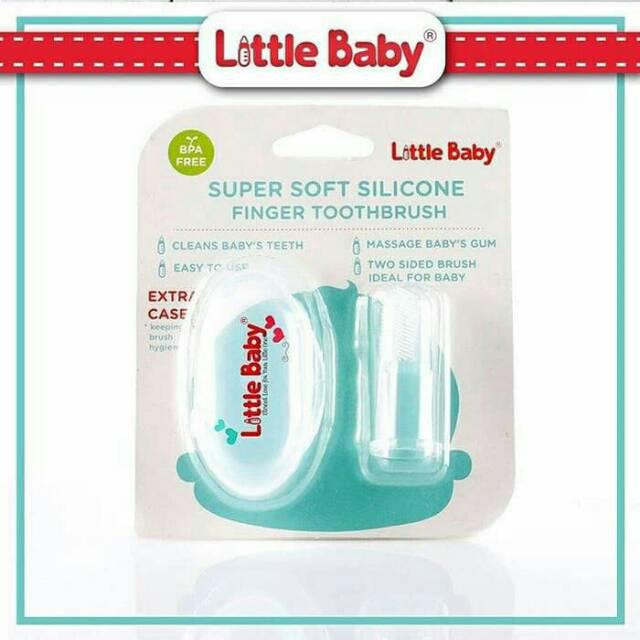 Little Baby®
BPA
FREE
Little Baby®
SUPER SOFT SILICONE
FINGER TOOTHBRUSH
CLEANS BABY'S TEETH
MASSAGE BABY'S GUM
EASY TO USE
TWO SIDED BRUSH
IDEAL FOR BABY
EXTRA
CASE
* keeping
brush
Little Baby®